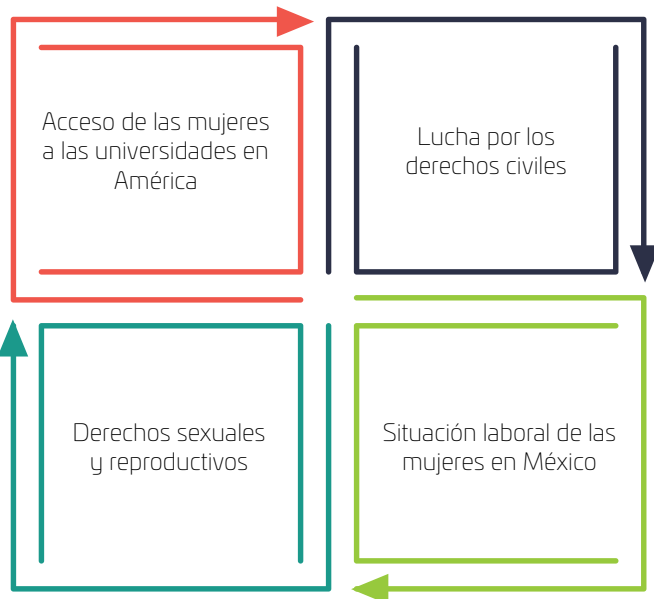 Acceso de las mujeres
a las universidades en
América
Lucha por los
derechos civiles
Derechos sexuales
y reproductivos
Situación laboral de las
mujeres en México